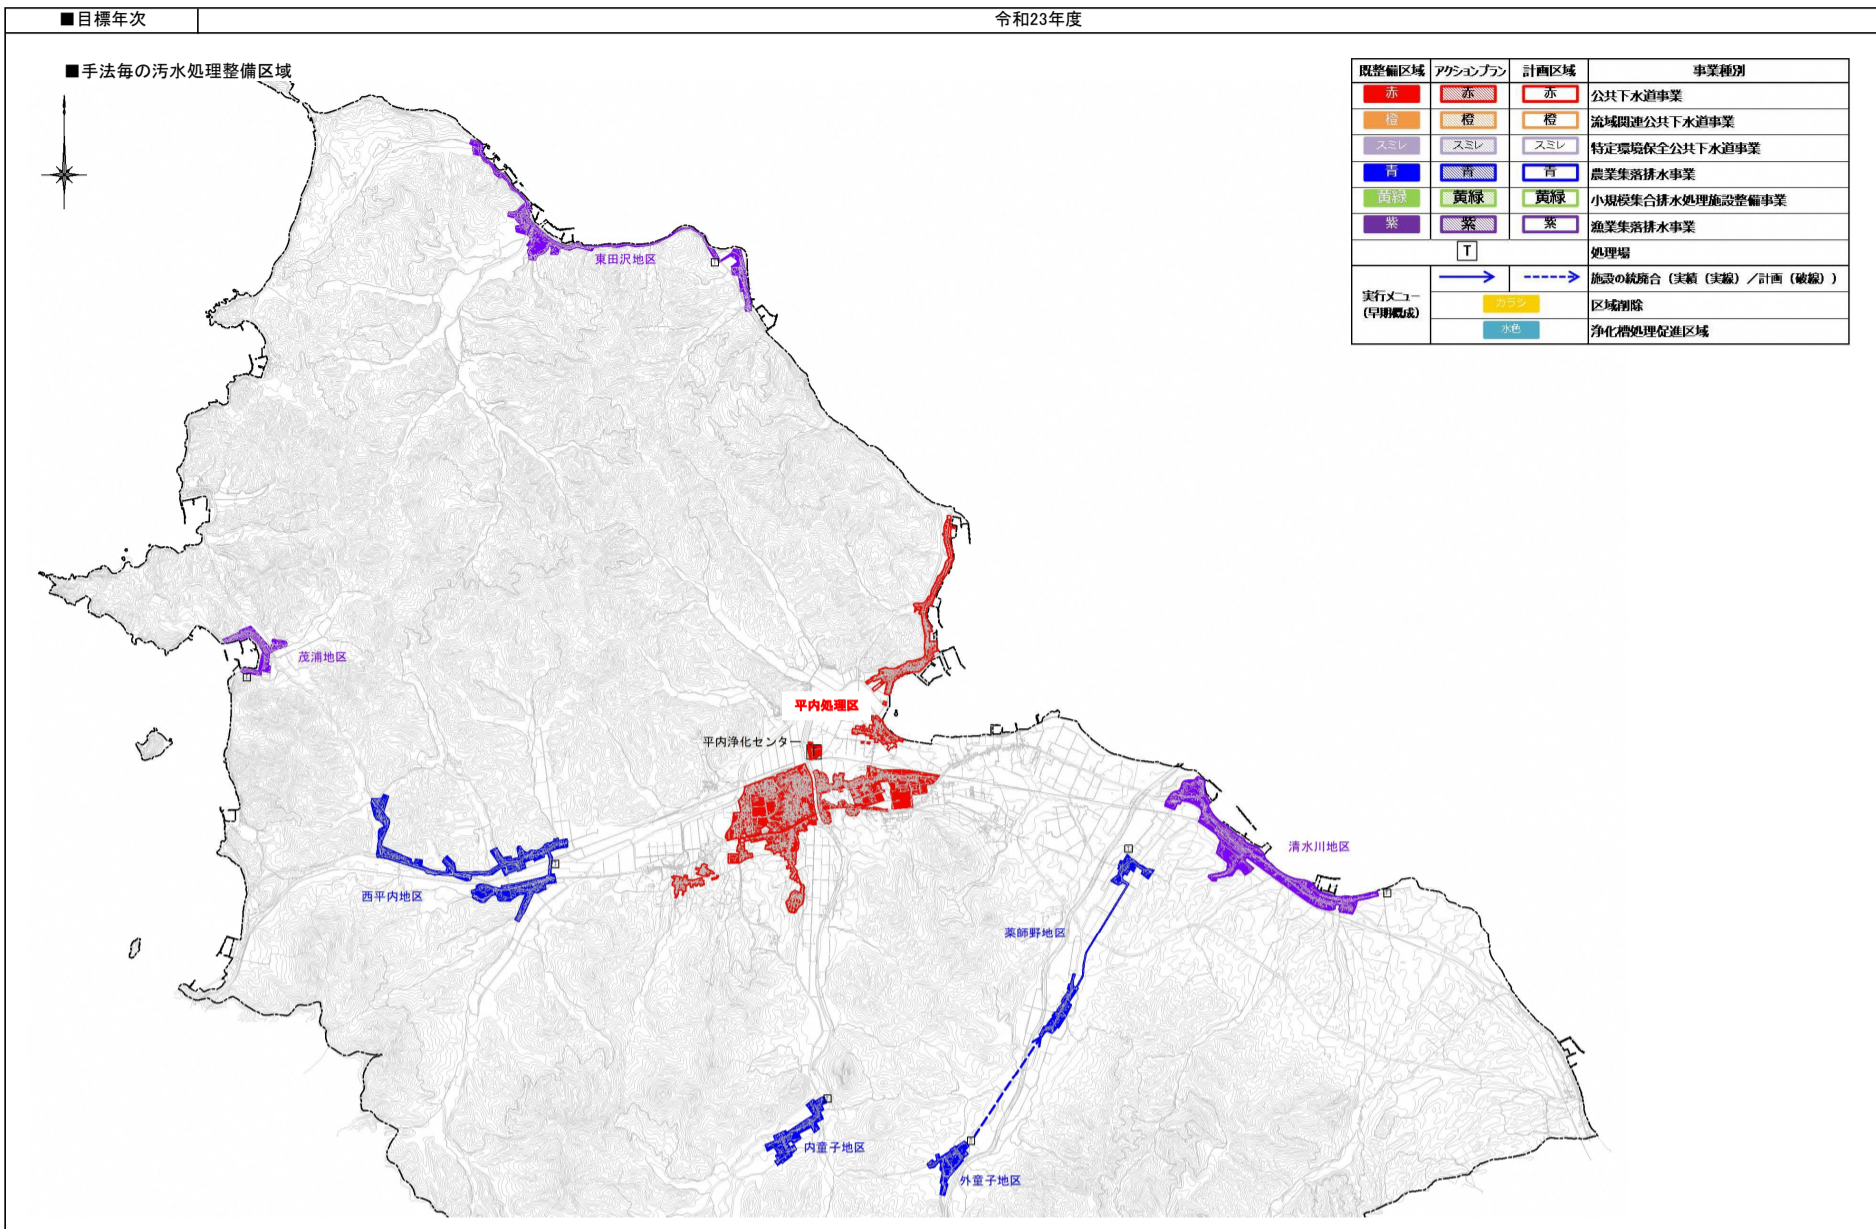 ■目標年次
令和23年度
■手法毎の汚水処理整備区域
既整備区域 アクションプラン 計画区域 事業種別
赤 赤 赤 公共下水道事業
橙 橙 橙 流域関連公共下水道事業
スミレ スミレ スミレ 特定環境保全公共下水道事業
青 青 青 農業集落排水事業
黄緑 黄緑 黄緑 小規模集合排水処理施設整備事業
紫 紫 紫 漁業集落排水事業
T 処理場
実行メニュー
(早期概成)
施設の統廃合（実績（実線）／計画（破線））
カラシ 区域削除
水色 浄化槽処理促進区域
東田沢地区
茂浦地区
平内処理区
平内浄化センター
清水川地区
西平内地区
薬師野地区
内童子地区
外童子地区